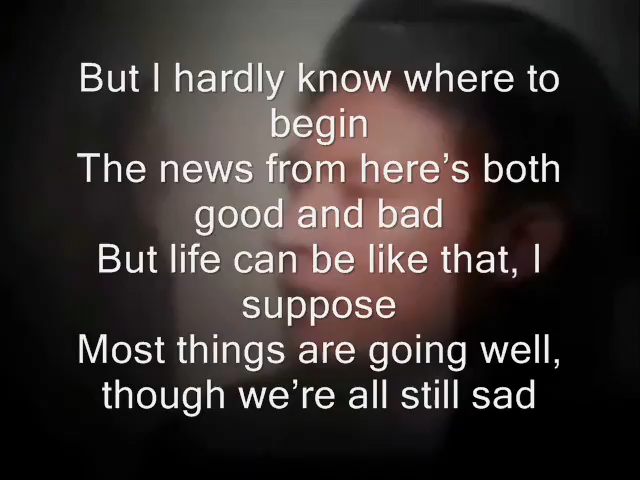 But I hardly know where to
begin
The news from here’s both
good and bad
But life can be like that, I
suppose
Most things are going well,
though we’re all still sad